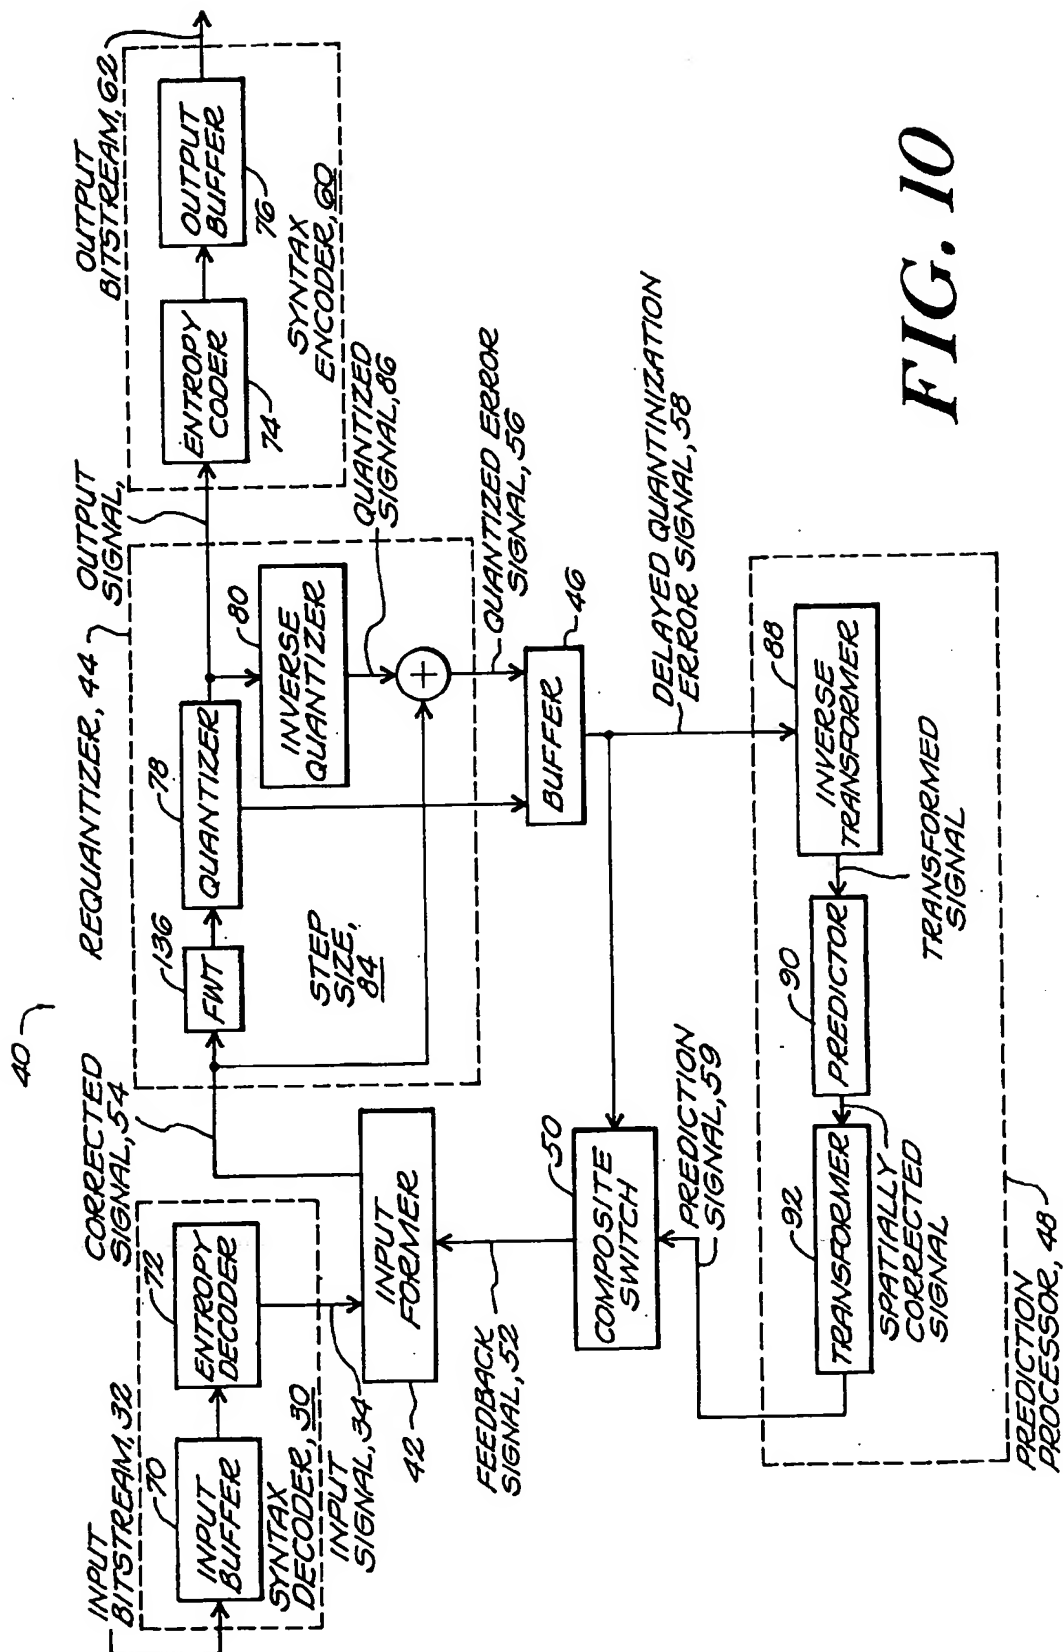 40
INPUT
BITSTREAM, 32
70
INPUT
BUFFER
72
ENTROPY
DECODER
SYNTAX
DECODER, 30
CORRECTED
SIGNAL, 54
INPUT
SIGNAL, 34
INPUT
FORMER
42
REQUANTIZER, 44
136
FWT
78
QUANTIZER
80
INVERSE
QUANTIZER
STEP
SIZE,
84
+
OUTPUT
SIGNAL,
ENTROPY
CODER
74
OUTPUT
BUFFER
76
SYNTAX
ENCODER, 60
OUTPUT
BITSTREAM, 62
QUANTIZED
SIGNAL, 86
QUANTIZED ERROR
SIGNAL, 56
BUFFER
46
DELAYED QUANTINIZATION
ERROR SIGNAL, 58
FEEDBACK
SIGNAL, 52
50
COMPOSITE
SWITCH
PREDICTION
SIGNAL, 59
92
TRANSFORMER
SPATIALLY
CORRECTED
SIGNAL
90
PREDICTOR
TRANSFORMED
SIGNAL
88
INVERSE
TRANSFORMER
PREDICTION
PROCESSOR, 48
FIG. 10